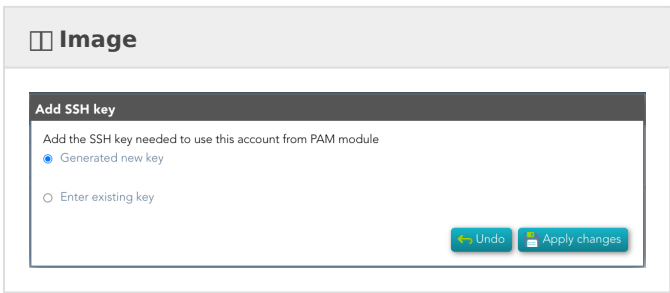 Image
Add SSH key
Add the SSH key needed to use this account from PAM module
Generated new key
Enter existing key
Undo
Apply changes